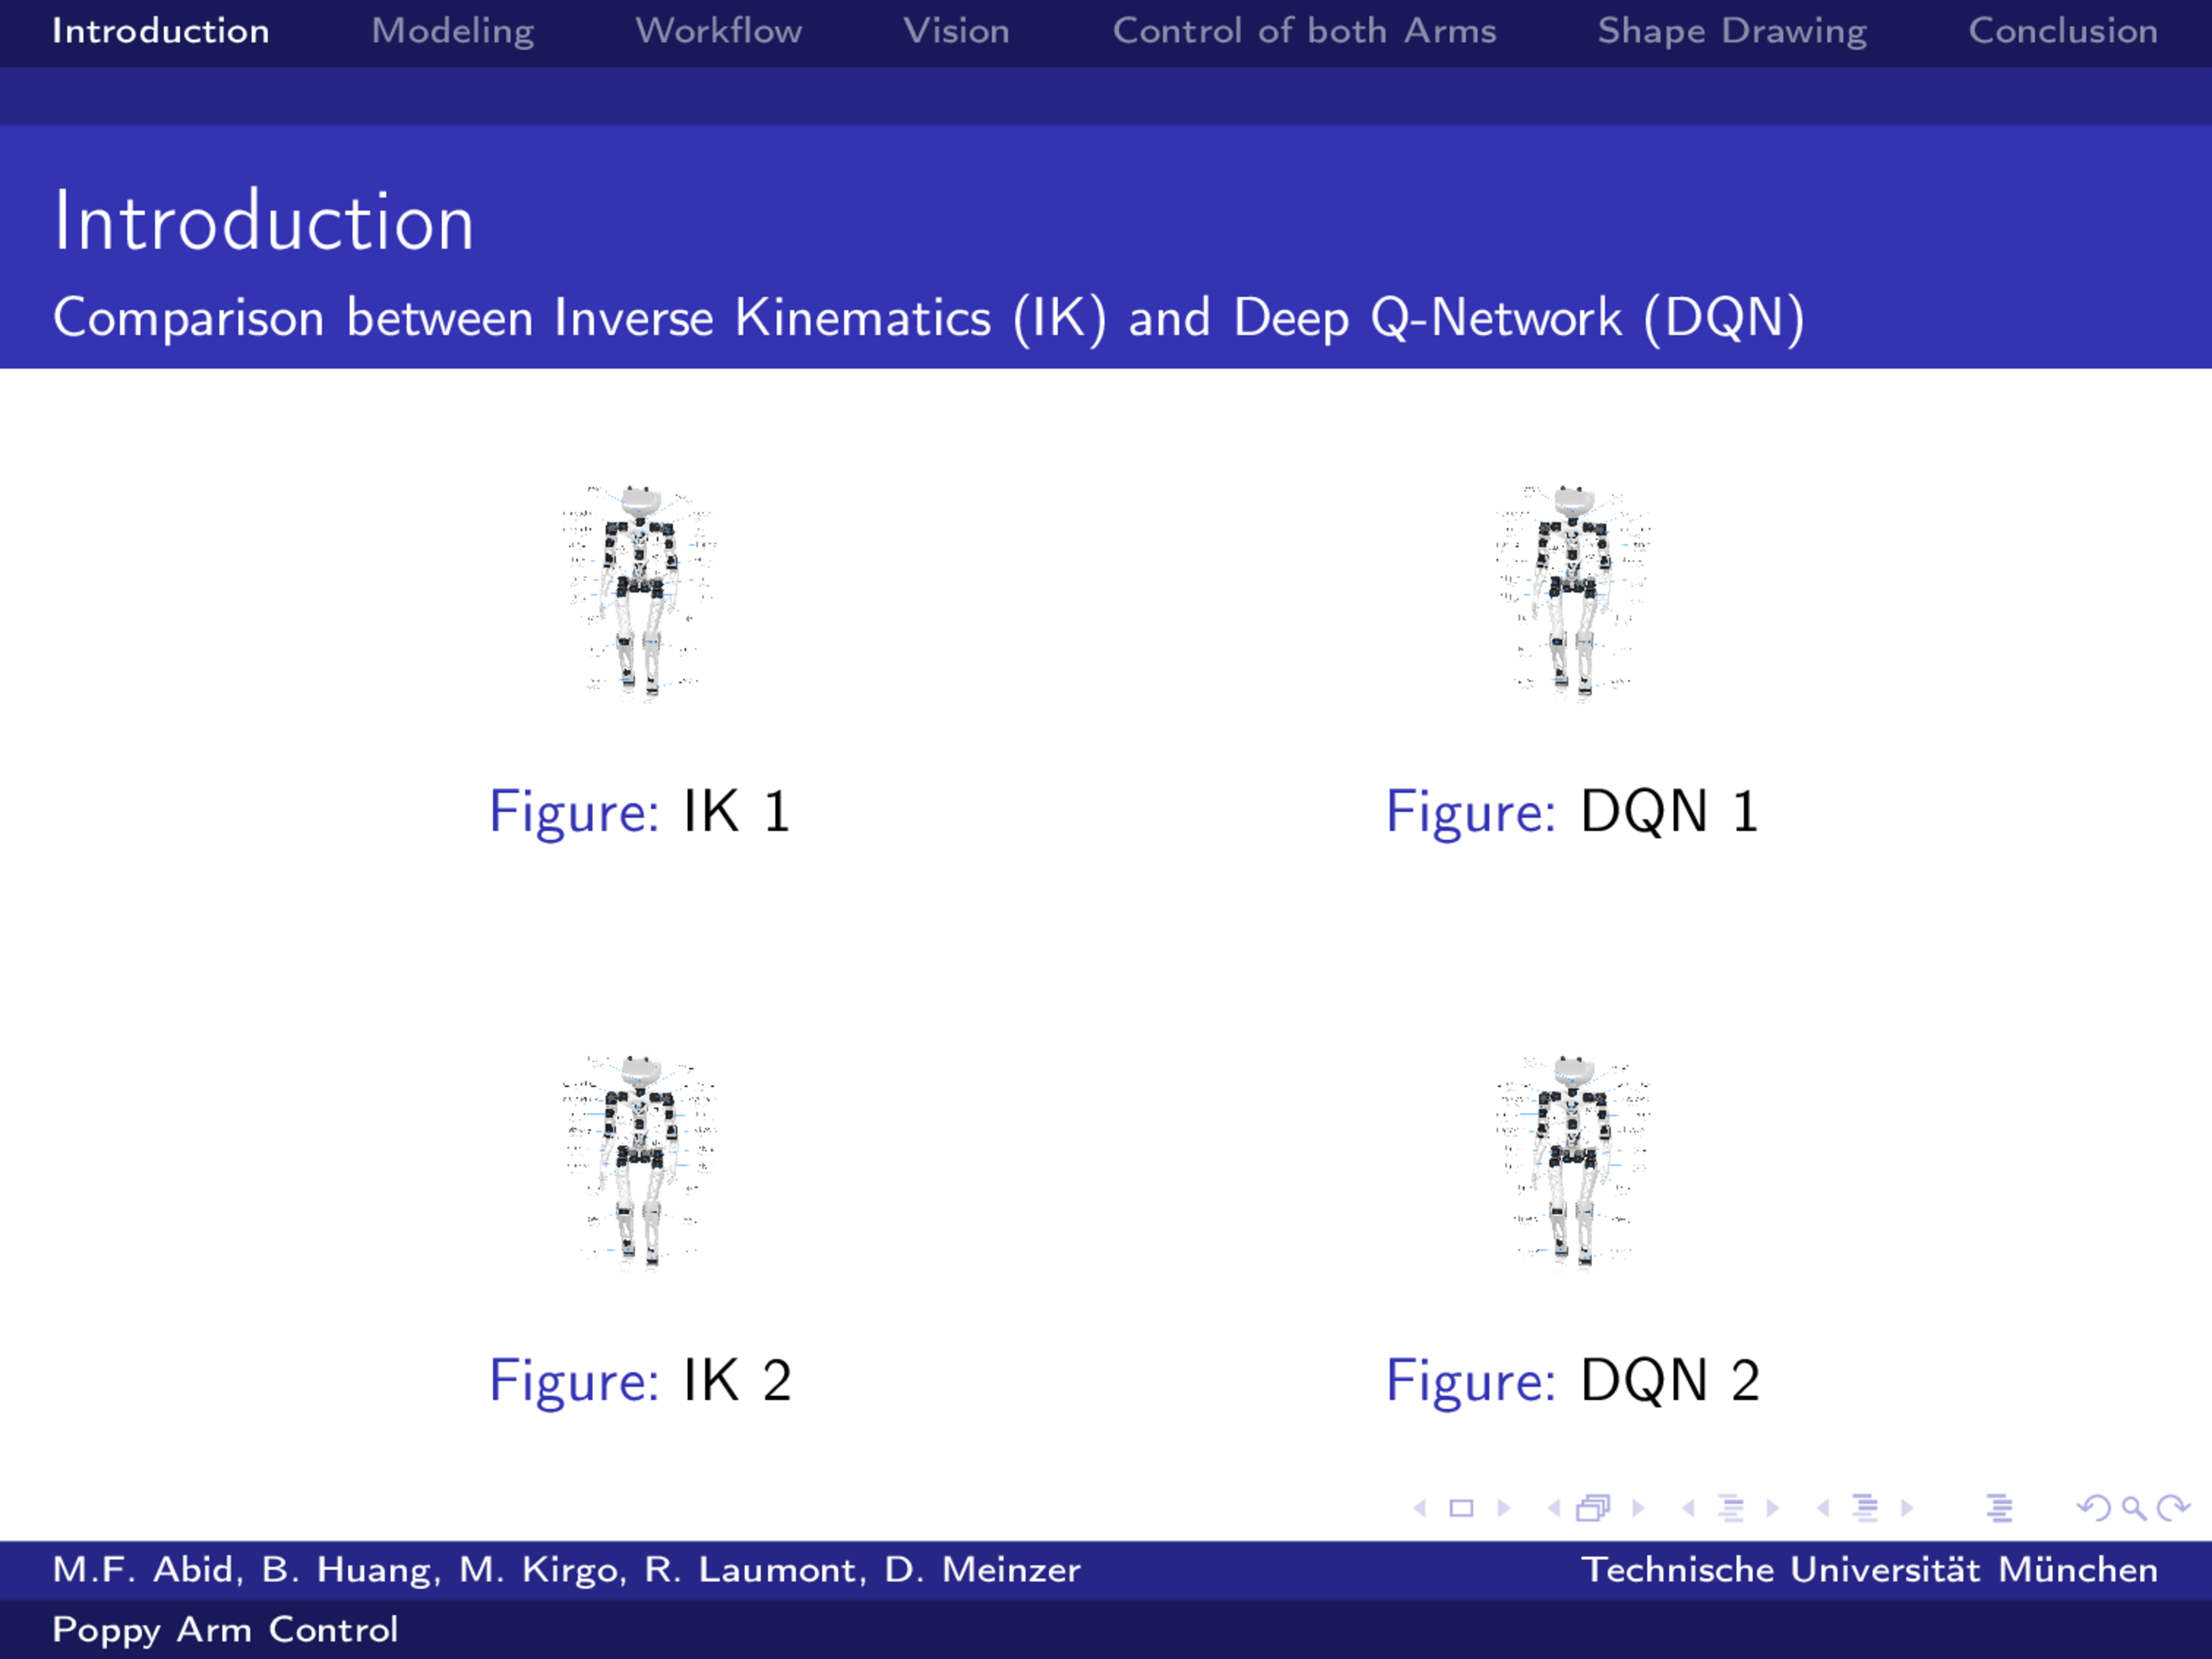 Introduction Modeling Workflow Vision Control of both Arms Shape Drawing Conclusion
Introduction
Comparison between Inverse Kinematics (IK) and Deep Q-Network (DQN)
Figure: IK 1
Figure: DQN 1
Figure: IK 2
Figure: DQN 2
M.F. Abid, B. Huang, M. Kirgo, R. Laumont, D. Meinzer
Technische Universität München
Poppy Arm Control